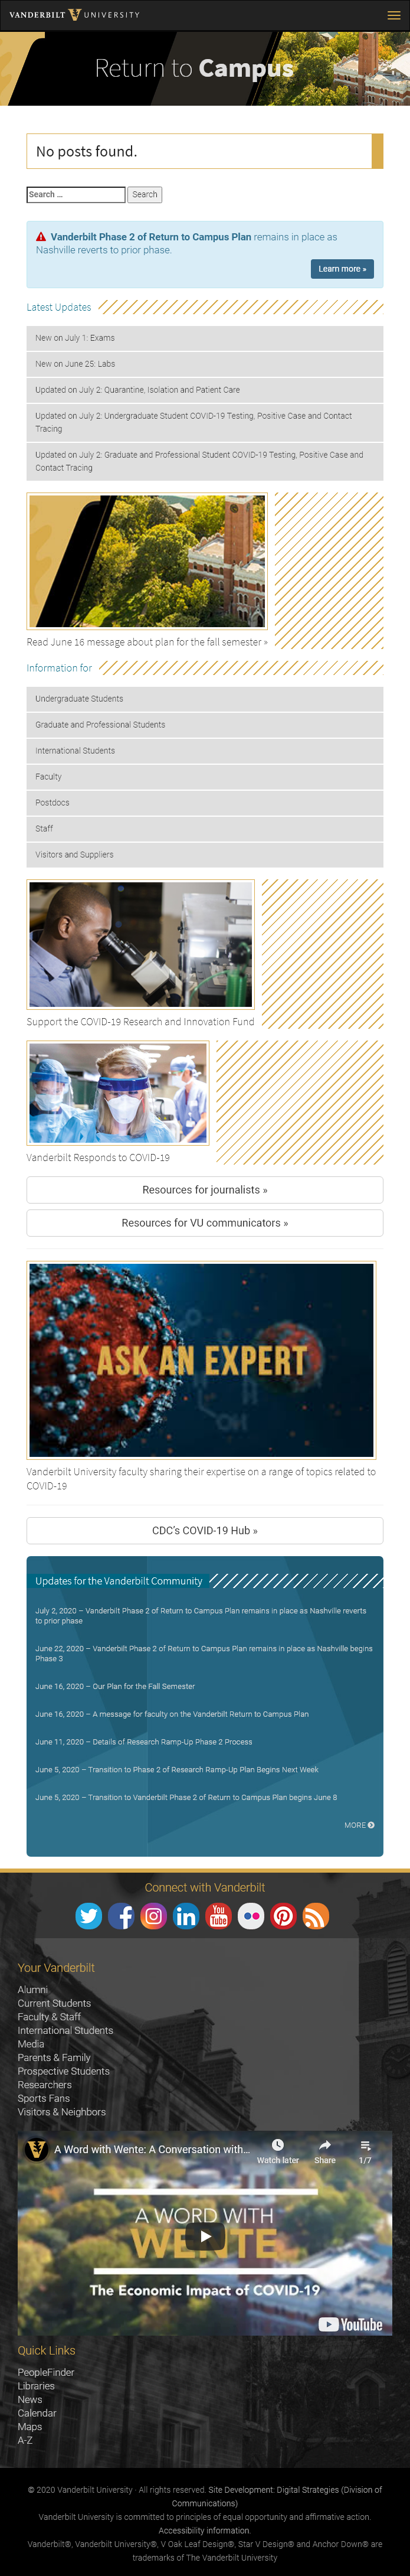 VANDERBILT V UNIVERSITY
Return to Campus
No posts found.
Search ... Search
Vanderbilt Phase 2 of Return to Campus Plan remains in place as
Nashville reverts to prior phase.
Learn more »
Latest Updates
New on July 1: Exams
New on June 25: Labs
Updated on July 2: Quarantine, Isolation and Patient Care
Updated on July 2: Undergraduate Student COVID-19 Testing, Positive Case and Contact
Tracing
Updated on July 2: Graduate and Professional Student COVID-19 Testing, Positive Case and
Contact Tracing
Read June 16 message about plan for the fall semester »
Information for
Undergraduate Students
Graduate and Professional Students
International Students
Faculty
Postdocs
Staff
Visitors and Suppliers
Support the COVID-19 Research and Innovation Fund
Vanderbilt Responds to COVID-19
Resources for journalists »
Resources for VU communicators »
ASK AN EXPERT
Vanderbilt University faculty sharing their expertise on a range of topics related to
COVID-19
CDC's COVID-19 Hub »
Updates for the Vanderbilt Community
July 2, 2020 – Vanderbilt Phase 2 of Return to Campus Plan remains in place as Nashville reverts
to prior phase
June 22, 2020 – Vanderbilt Phase 2 of Return to Campus Plan remains in place as Nashville begins
Phase 3
June 16, 2020 – Our Plan for the Fall Semester
June 16, 2020 – A message for faculty on the Vanderbilt Return to Campus Plan
June 11, 2020 – Details of Research Ramp-Up Phase 2 Process
June 5, 2020 – Transition to Phase 2 of Research Ramp-Up Plan Begins Next Week
June 5, 2020 – Transition to Vanderbilt Phase 2 of Return to Campus Plan begins June 8
MORE
Connect with Vanderbilt
You Tube
Your Vanderbilt
Alumni
Current Students
Faculty & Staff
International Students
Media
Parents & Family
Prospective Students
Researchers
Sports Fans
Visitors & Neighbors
A Word with Wente: A Conversation with...
Watch later Share 1/7
A WORD WITH
WENTE
The Economic Impact of COVID-19
YouTube
Quick Links
PeopleFinder
Libraries
News
Calendar
Maps
A-Z
© 2020 Vanderbilt University · All rights reserved. Site Development: Digital Strategies (Division of
Communications)
Vanderbilt University is committed to principles of equal opportunity and affirmative action.
Accessibility information.
Vanderbilt®, Vanderbilt University®, V Oak Leaf Design®, Star V Design® and Anchor Down® are
trademarks of The Vanderbilt University